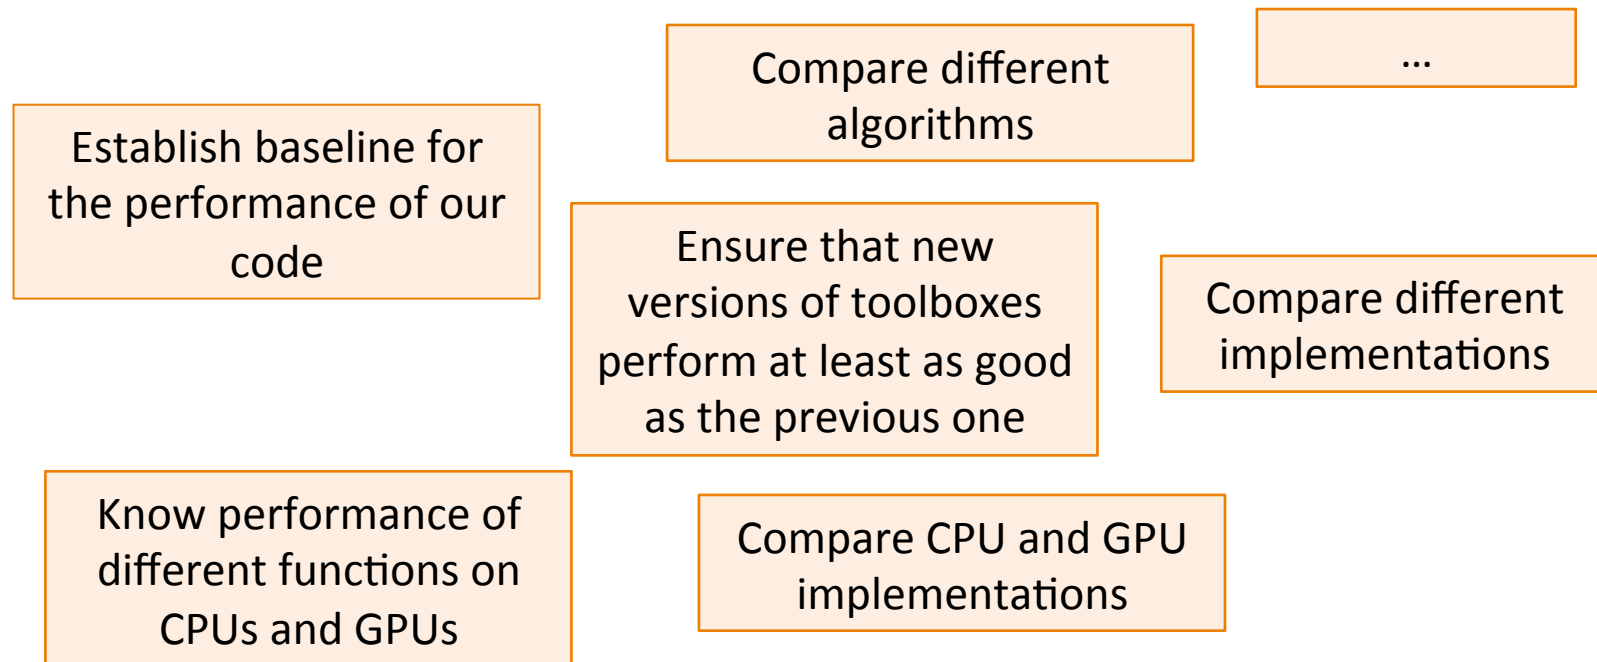 Establish baseline for
the performance of our
code
Compare different
algorithms
...
Ensure that new
versions of toolboxes
perform at least as good
as the previous one
Compare different
implementations
Know performance of
different functions on
CPUs and GPUs
Compare CPU and GPU
implementations